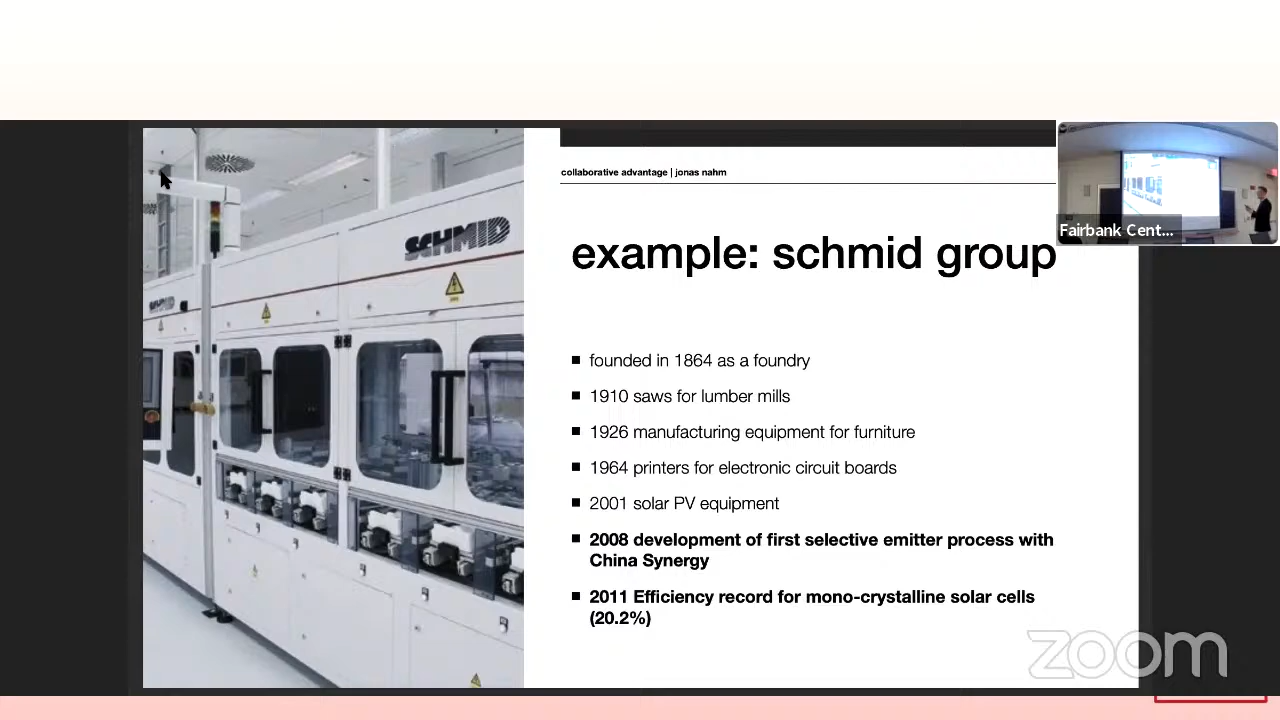 collaborative advantage | jonas nahm
Fairbank Cent...
example: schmid group
SCHMID
SCHMID
founded in 1864 as a foundry
1910 saws for lumber mills
1926 manufacturing equipment for furniture
1964 printers for electronic circuit boards
2001 solar PV equipment
2008 development of first selective emitter process with
China Synergy
2011 Efficiency record for mono-crystalline solar cells
(20.2%)
zoom